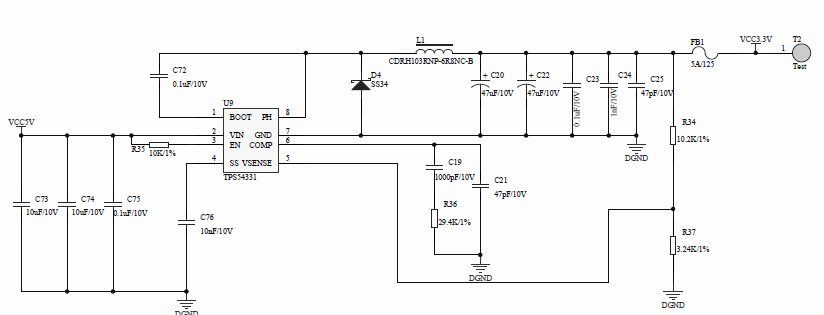 L1
CDRH103RNP-6R8NC-B
FB1
5A/125
VCC3.3V
T2
1
Test
C72
0.1uF/10V
D4
SS34
C20
47uF/10V
C22
47uF/10V
C23
0.1uF/10V
C24
1nF/10V
C25
47pF/10V
U9
1 BOOT PH 8
2 VIN GND 7
3 EN COMP 6
4 SS VSENSE 5
TPS54331
VCC5V
R35
10K/1%
R34
10.2K/1%
DGND
C19
1000pF/10V
C21
47pF/10V
R36
29.4K/1%
C73
10uF/10V
C74
10uF/10V
C75
0.1uF/10V
C76
10nF/10V
R37
3.24K/1%
DGND
DGND
DGND